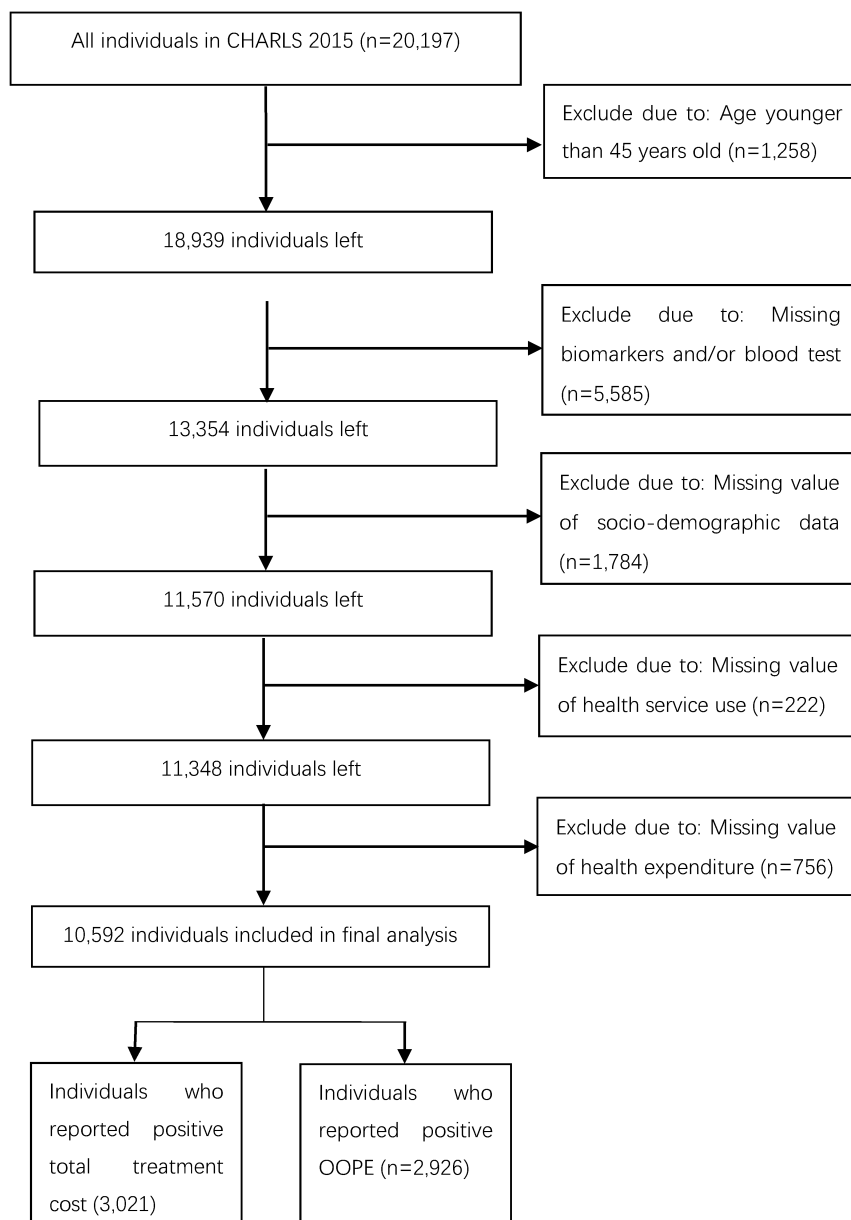 All individuals in CHARLS 2015 (n=20,197)
Exclude due to: Age younger
than 45 years old (n=1,258)
18,939 individuals left
Exclude due to: Missing
biomarkers and/or blood test
(n=5,585)
13,354 individuals left
Exclude due to: Missing value
of socio-demographic data
(n=1,784)
11,570 individuals left
Exclude due to: Missing value
of health service use (n=222)
11,348 individuals left
Exclude due to: Missing value
of health expenditure (n=756)
10,592 individuals included in final analysis
Individuals who
reported positive
total treatment
cost (3,021)
Individuals who
reported positive
OOPE (n=2,926)